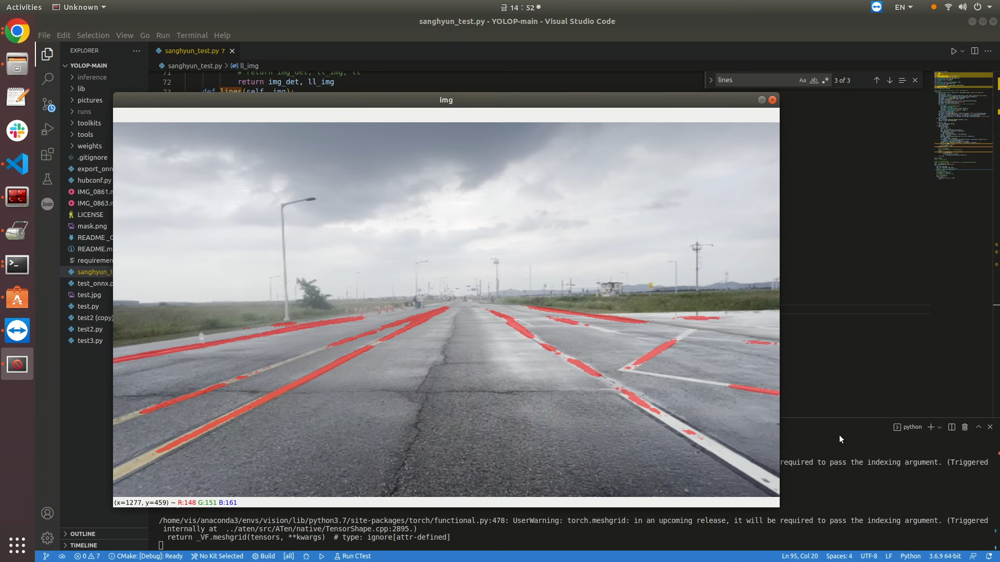 Activities
Unknown
금 14 : 52
EN
sanghyun_test.py - YOLOP-main - Visual Studio Code
File Edit Selection View Go Run Terminal Help
EXPLORER
sanghyun_test.py 7
YOLOP-MAIN
sanghyun_test.py > ll_img
inference
lib
pictures
runs
toolkits
tools
weights
.gitignore
export_onn
hubconf.py
IMG_0861.m
IMG_0863.m
LICENSE
mask.png
README _C
README.m
requiremen
sanghyun_t
test_onnx.p
test.jpg
test.py
test2 (copy)
test2.py
test3.py
OUTLINE
TIMELINE
71 # return img_det, ll_img, ll
72 return img_det, ll_img
73 def lines(self, img):
lines Aa ab .* 3 of 3
img
(x=1277, y=459) ~ R:148 G:151 B:161
Json
python
required to pass the indexing argument. (Triggered
/home/vis/anaconda3/envs/vision/lib/python3.7/site-packages/torch/functional.py:478: UserWarning: torch.meshgrid: in an upcoming release, it will be required to pass the indexing argument. (Triggered
internally at ../aten/src/ATen/native/TensorShape.cpp:2895.)
return _VF.meshgrid(tensors, **kwargs) # type: ignore[attr-defined]
0 7 CMake: [Debug]: Ready No Kit Selected Build [all] Run CTest Ln 95, Col 20 Spaces: 4 UTF-8 LF Python 3.6.9 64-bit